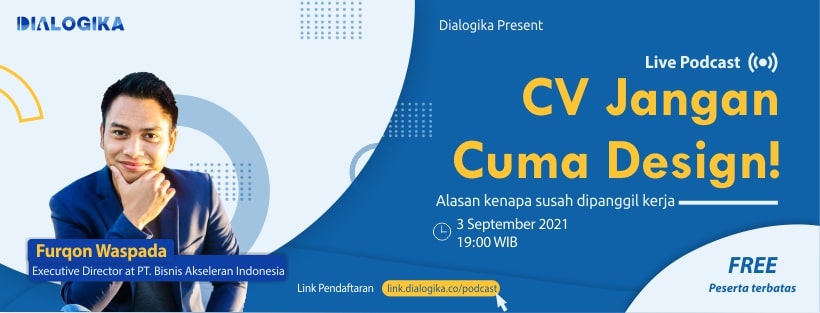 DIALOGIKA
Dialogika Present
Live Podcast
CV Jangan
Cuma Design!
Alasan kenapa susah dipanggil kerja
3 September 2021
19:00 WIB
Furqon Waspada
Executive Director at PT. Bisnis Akseleran Indonesia
Link Pendaftaran
link.dialogika.co/podcast
FREE
Peserta terbatas